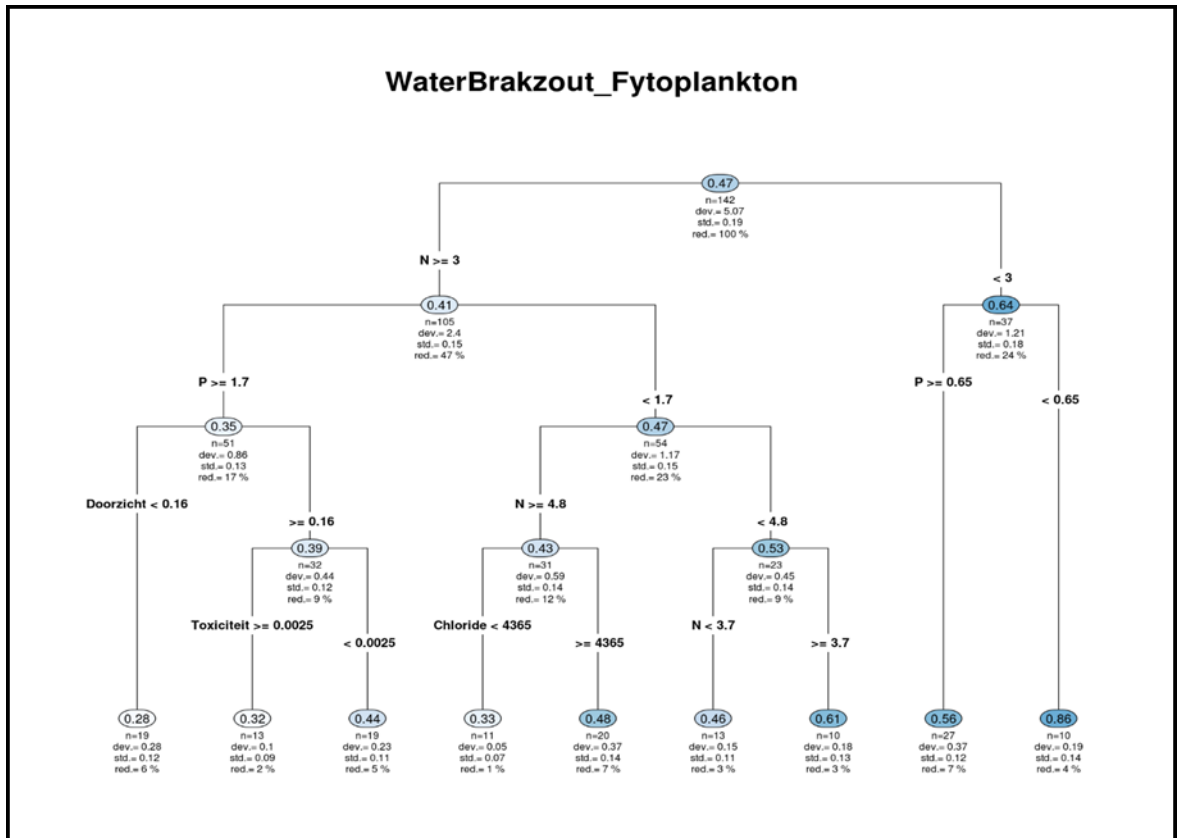 WaterBrakzout_Fytoplankton
0.47
n=142
dev.= 5.07
std.= 0.19
red.= 100 %
N >= 3
< 3
0.41
n=105
dev.= 2.4
std.= 0.15
red.= 47 %
0.64
n=37
dev.= 1.21
std.= 0.18
red.= 24 %
P >= 1.7
< 1.7
P >= 0.65
< 0.65
0.35
n=51
dev.= 0.86
std.= 0.13
red.= 17 %
0.47
n=54
dev.= 1.17
std.= 0.15
red.= 23 %
Doorzicht < 0.16
>= 0.16
N >= 4.8
< 4.8
0.39
n=32
dev.= 0.44
std.= 0.12
red.= 9 %
0.43
n=31
dev.= 0.59
std.= 0.14
red.= 12 %
0.53
n=23
dev.= 0.45
std.= 0.14
red.= 9 %
Toxiciteit >= 0.0025
< 0.0025
Chloride < 4365
>= 4365
N < 3.7
>= 3.7
0.28
n=19
dev.= 0.28
std.= 0.12
red.= 6 %
0.32
n=13
dev.= 0.1
std.= 0.09
red.= 2 %
0.44
n=19
dev.= 0.23
std.= 0.11
red.= 5 %
0.33
n=11
dev.= 0.05
std.= 0.07
red.= 1 %
0.48
n=20
dev.= 0.37
std.= 0.14
red.= 7 %
0.46
n=13
dev.= 0.15
std.= 0.11
red.= 3 %
0.61
n=10
dev.= 0.18
std.= 0.13
red.= 3 %
0.56
n=27
dev.= 0.37
std.= 0.12
red.= 7 %
0.86
n=10
dev.= 0.19
std.= 0.14
red.= 4 %